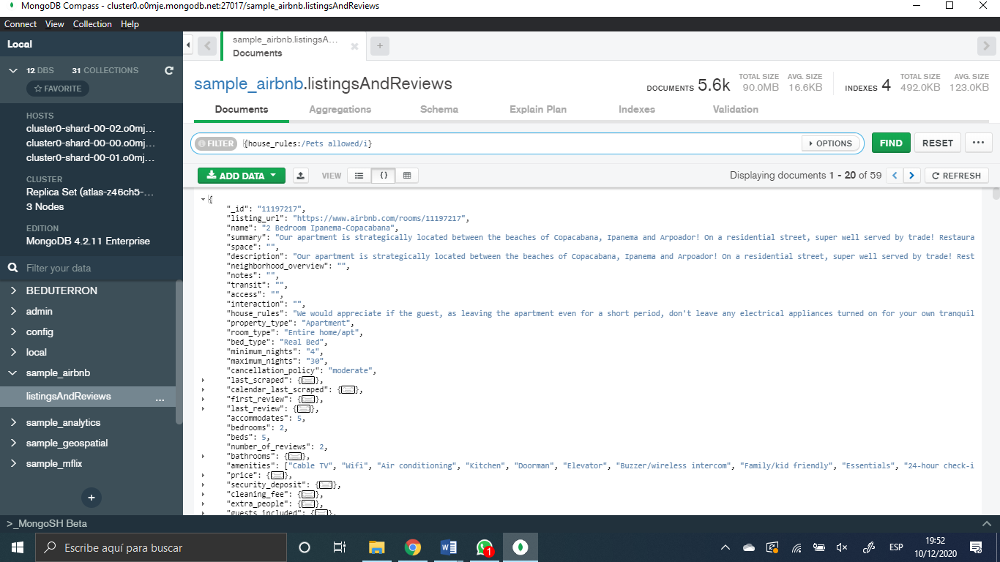 MongoDB Compass - cluster0.o0mje.mongodb.net:27017/sample_airbnb.listingsAndReviews
Connect View Collection Help
Local
12 DBS 31 COLLECTIONS
FAVORITE
HOSTS
cluster0-shard-00-02.o0mj...
cluster0-shard-00-00.o0mj...
cluster0-shard-00-01.o0mj...
CLUSTER
Replica Set (atlas-z46ch5-...
3 Nodes
EDITION
MongoDB 4.2.11 Enterprise
Filter your data
BEDUTERRON
admin
config
local
sample_airbnb
listingsAndReviews ...
sample_analytics
sample_geospatial
sample_mflix
+
sample_airbnb.listingsA...
Documents
+
sample_airbnb.listingsAndReviews
DOCUMENTS 5.6k TOTAL SIZE 90.0MB AVG. SIZE 16.6KB INDEXES 4 TOTAL SIZE 492.0KB AVG. SIZE 123.0KB
Documents Aggregations Schema Explain Plan Indexes Validation
FILTER {house_rules:/Pets allowed/i} OPTIONS FIND RESET ...
ADD DATA VIEW {} Displaying documents 1 - 20 of 59 REFRESH
{
"_id": "11197217",
"listing_url": "https://www.airbnb.com/rooms/11197217",
"name": "2 Bedroom Ipanema-Copacabana",
"summary": "Our apartment is strategically located between the beaches of Copacabana, Ipanema and Arpoador! On a residential street, super well served by trade! Restaura
"space": "",
"description": "Our apartment is strategically located between the beaches of Copacabana, Ipanema and Arpoador! On a residential street, super well served by trade! Rest
"neighborhood_overview": "",
"notes": "",
"transit": "",
"access": "",
"interaction": "",
"house_rules": "We would appreciate if the guest, as leaving the apartment even for a short period, don't leave any electrical appliances turned on for your own tranquil
"property_type": "Apartment",
"room_type": "Entire home/apt",
"bed_type": "Real Bed",
"minimum_nights": "4",
"maximum_nights": "30",
"cancellation_policy": "moderate",
"last_scraped": {},
"calendar_last_scraped": {},
"first_review": {},
"last_review": {},
"accommodates": 5,
"bedrooms": 2,
"beds": 5,
"number_of_reviews": 2,
"bathrooms": {},
"amenities": ["Cable TV", "Wifi", "Air conditioning", "Kitchen", "Doorman", "Elevator", "Buzzer/wireless intercom", "Family/kid friendly", "Essentials", "24-hour check-i
"price": {},
"security_deposit": {},
"cleaning_fee": {},
"extra_people": {},
"guests_included": {},
>_MongoSH Beta
Escribe aquí para buscar
1
ESP
19:52
10/12/2020